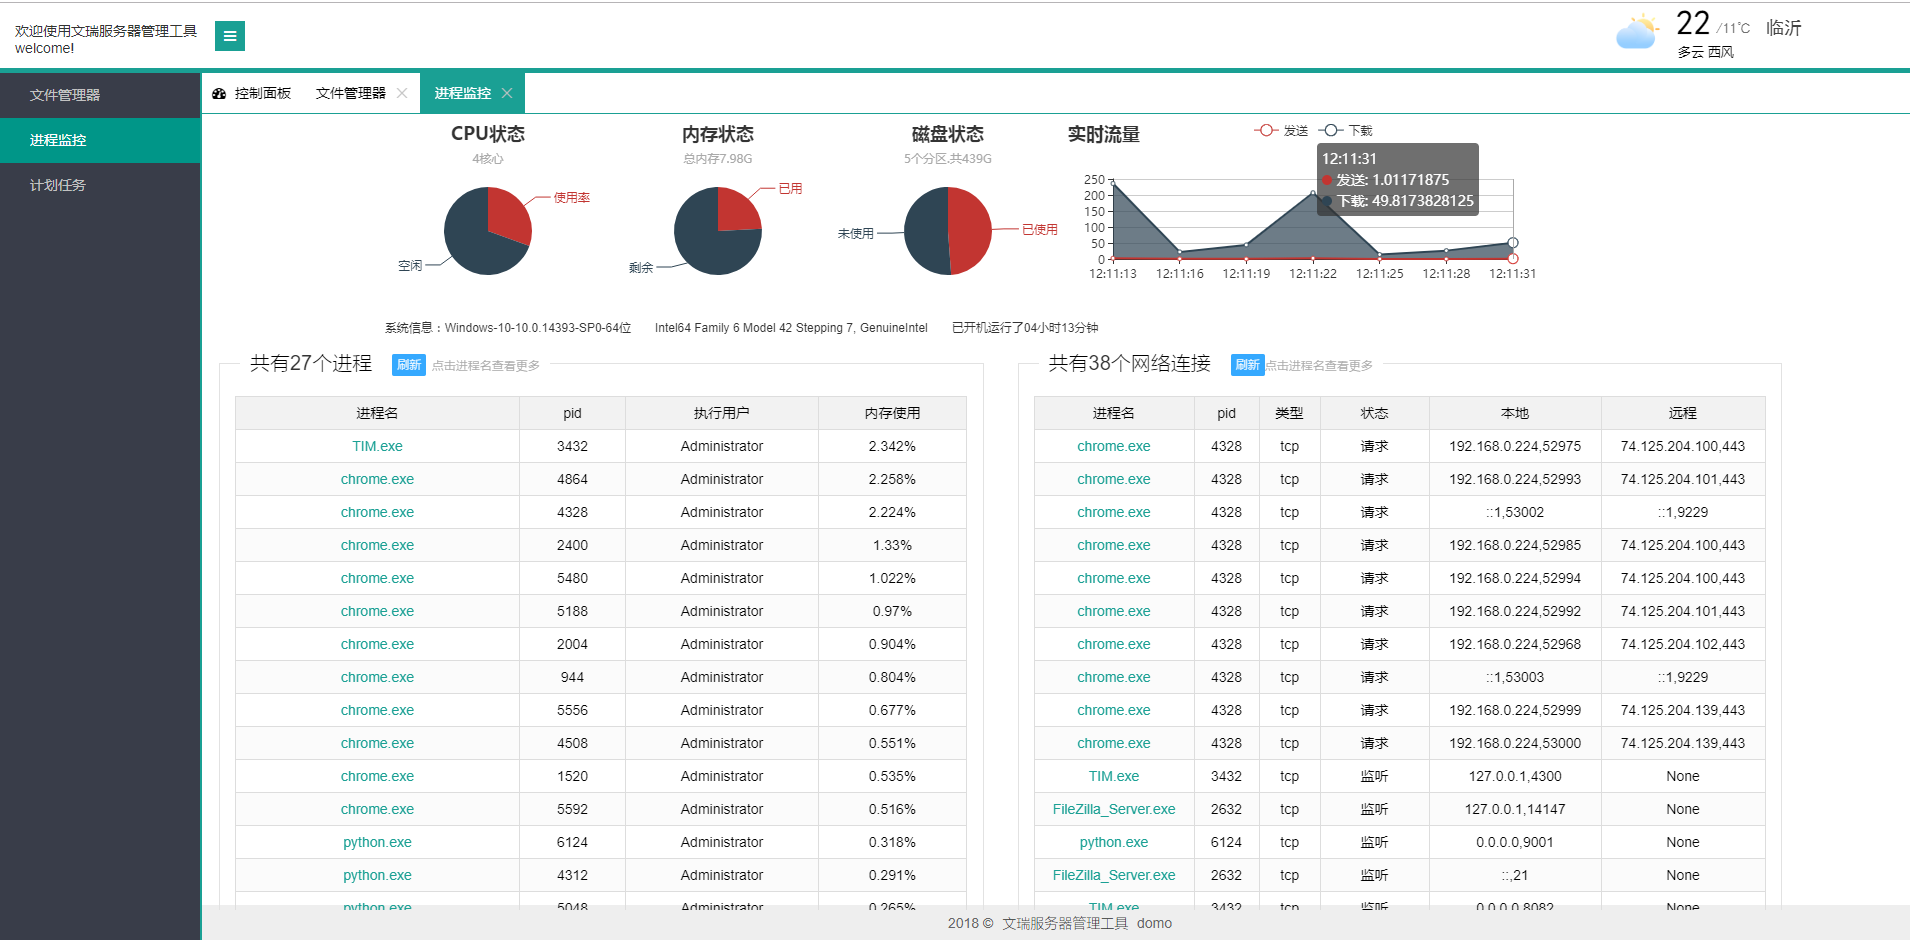 欢迎使用文瑞服务器管理工具
welcome!
22 /11℃ 临沂
多云 西风
文件管理器
进程监控
计划任务
控制面板 文件管理器 进程监控
CPU状态
4核心
使用率
空闲
内存状态
总内存7.98G
已用
剩余
磁盘状态
5个分区,共439G
未使用
已使用
实时流量
发送 下载
12:11:31
发送: 1.01171875
下载: 49.8173828125
250
200
150
100
50
0
12:11:13 12:11:16 12:11:19 12:11:22 12:11:25 12:11:28 12:11:31
系统信息：Windows-10-10.0.14393-SP0-64位 Intel64 Family 6 Model 42 Stepping 7, GenuineIntel 已开机运行了04小时13分钟
共有27个进程 刷新 点击进程名查看更多
进程名 pid 执行用户 内存使用
TIM.exe 3432 Administrator 2.342%
chrome.exe 4864 Administrator 2.258%
chrome.exe 4328 Administrator 2.224%
chrome.exe 2400 Administrator 1.33%
chrome.exe 5480 Administrator 1.022%
chrome.exe 5188 Administrator 0.97%
chrome.exe 2004 Administrator 0.904%
chrome.exe 944 Administrator 0.804%
chrome.exe 5556 Administrator 0.677%
chrome.exe 4508 Administrator 0.551%
chrome.exe 1520 Administrator 0.535%
chrome.exe 5592 Administrator 0.516%
python.exe 6124 Administrator 0.318%
python.exe 4312 Administrator 0.291%
python.exe 5048 Administrator 0.265%
共有38个网络连接 刷新 点击进程名查看更多
进程名 pid 类型 状态 本地 远程
chrome.exe 4328 tcp 请求 192.168.0.224,52975 74.125.204.100,443
chrome.exe 4328 tcp 请求 192.168.0.224,52993 74.125.204.101,443
chrome.exe 4328 tcp 请求 ::1,53002 ::1,9229
chrome.exe 4328 tcp 请求 192.168.0.224,52985 74.125.204.100,443
chrome.exe 4328 tcp 请求 192.168.0.224,52994 74.125.204.100,443
chrome.exe 4328 tcp 请求 192.168.0.224,52992 74.125.204.101,443
chrome.exe 4328 tcp 请求 192.168.0.224,52968 74.125.204.102,443
chrome.exe 4328 tcp 请求 ::1,53003 ::1,9229
chrome.exe 4328 tcp 请求 192.168.0.224,52999 74.125.204.139,443
chrome.exe 4328 tcp 请求 192.168.0.224,53000 74.125.204.139,443
TIM.exe 3432 tcp 监听 127.0.0.1,4300 None
FileZilla_Server.exe 2632 tcp 监听 127.0.0.1,14147 None
python.exe 6124 tcp 监听 0.0.0.0,9001 None
FileZilla_Server.exe 2632 tcp 监听 ::,21 None
TIM.exe 3432 tcp 监听 0.0.0.0,8082 None
2018 © 文瑞服务器管理工具 domo